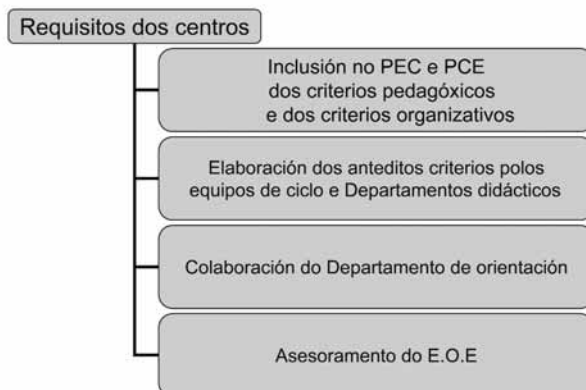 Requisitos dos centros
Inclusión no PEC e PCE
dos criterios pedagóxicos
e dos criterios organizativos
Elaboración dos anteditos criterios polos
equipos de ciclo e Departamentos didácticos
Colaboración do Departamento de orientación
Asesoramento do E.O.E